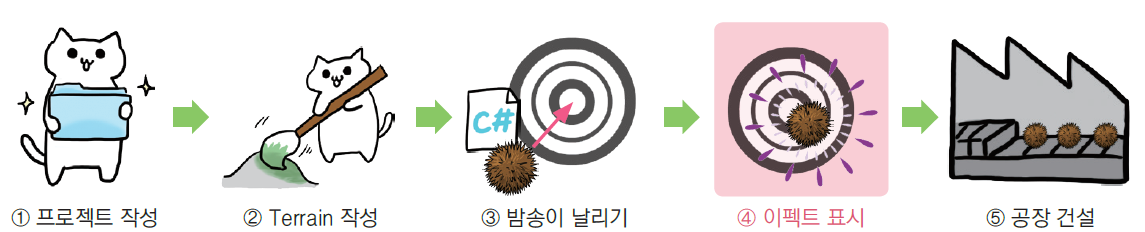 C#
① 프로젝트 작성
② Terrain 작성
③ 밤송이 날리기
④ 이펙트 표시
⑤ 공장 건설